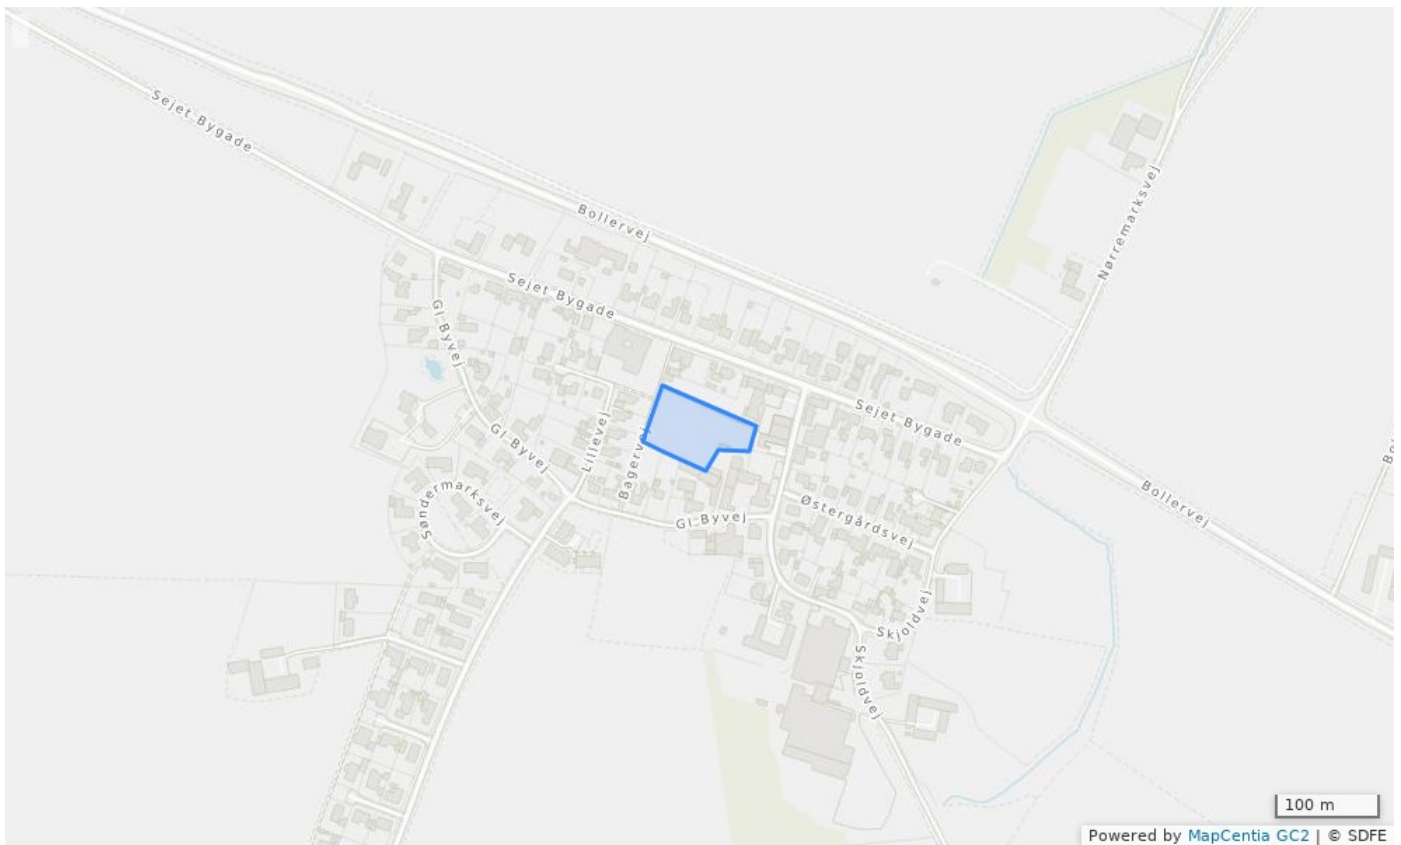 Sejet Bygade
Bollervej
Nørremarksvej
Sejet Bygade
Gl Byvej
Sejet Bygade
Gl Byvej
Lillevej
Bagervej
Søndermarksvej
Gl Byvej
Østergårdsvej
Bollervej
Bo
Skjoldvej
Skjoldvej
100 m
Powered by MapCentia GC2 | © SDFE